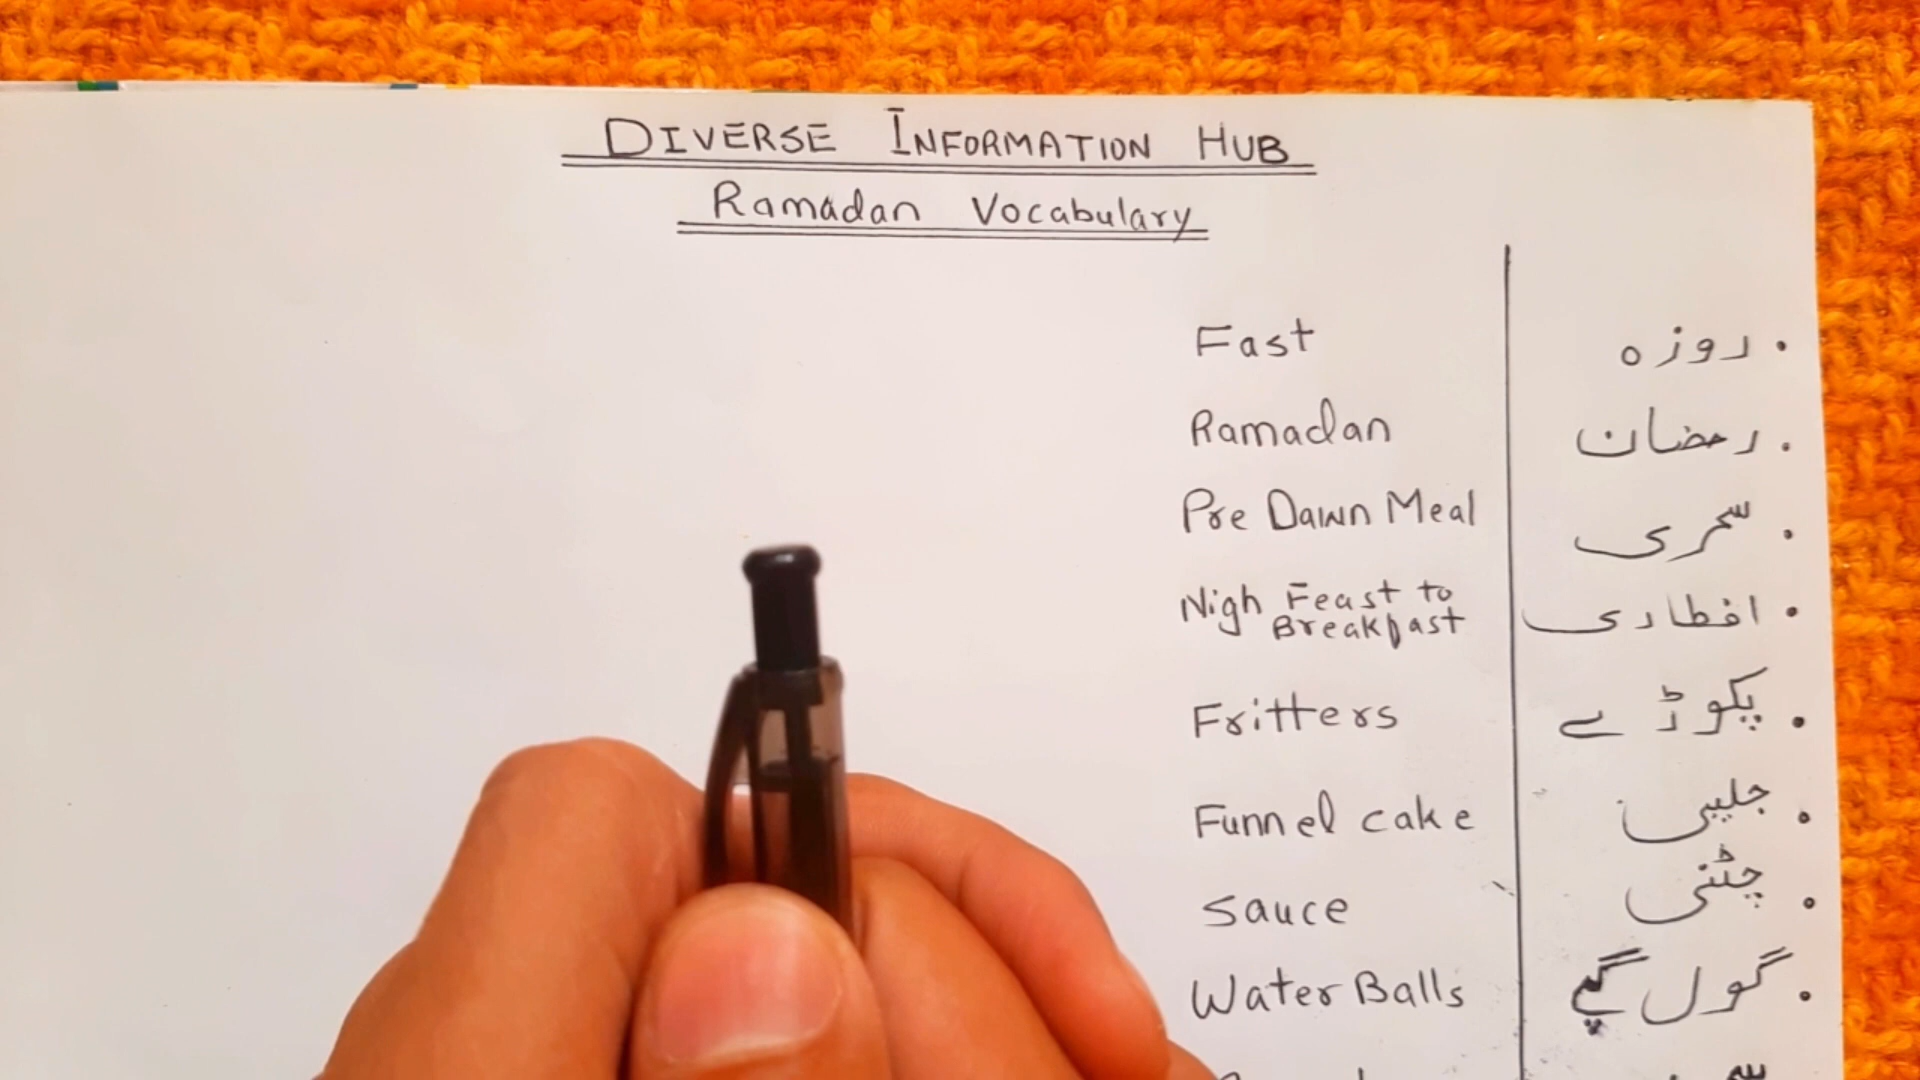 DIVERSE INFORMATION HUB
Ramadan Vocabulary
Fast روزہ
Ramadan رمضان
Pre Dawn Meal سحری
Nigh Feast to افطاری
Breakfast
Fritters پکوڑے
Funnel cake جلیبی
Sauce چٹنی
Water Balls گول گپے